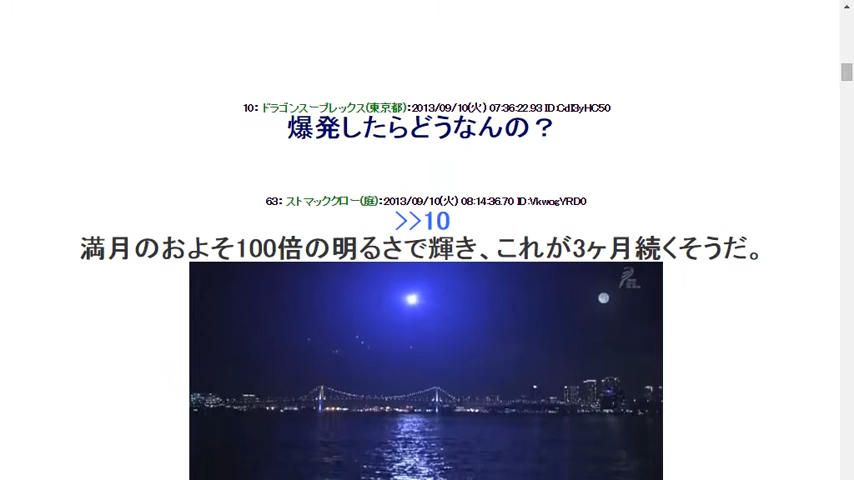 10: ドラゴンスープレックス(東京都):2013/09/10(火) 07:36:22.93 ID:CdI3yHC50
爆発したらどうなんの？
63: ストマッククロー(庭):2013/09/10(火) 08:14:36.70 ID:VkwogYRD0
>>10
満月のおよそ100倍の明るさで輝き、これが3ヶ月続くそうだ。